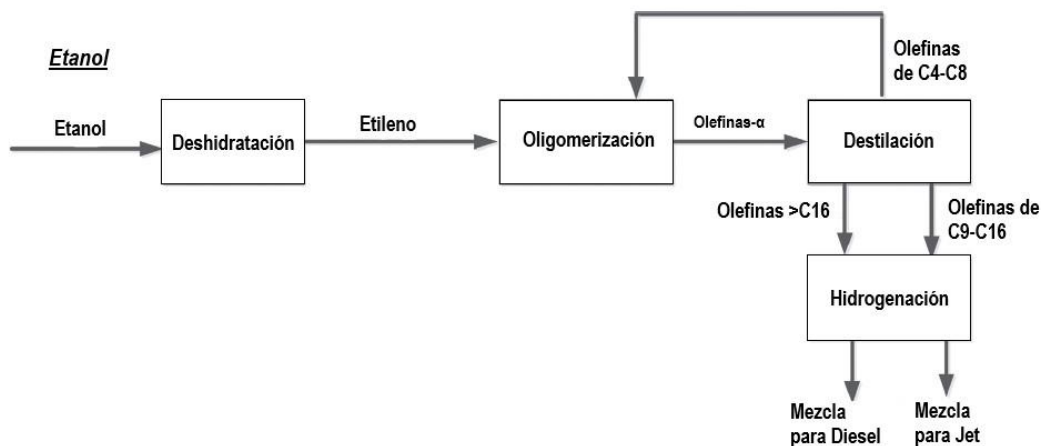 Etanol
Olefinas
de C4-C8
Etanol
Deshidratación
Etileno
Oligomerización
Olefinas-α
Destilación
Olefinas >C16
Olefinas de
C9-C16
Hidrogenación
Mezcla
para Diesel
Mezcla
para Jet